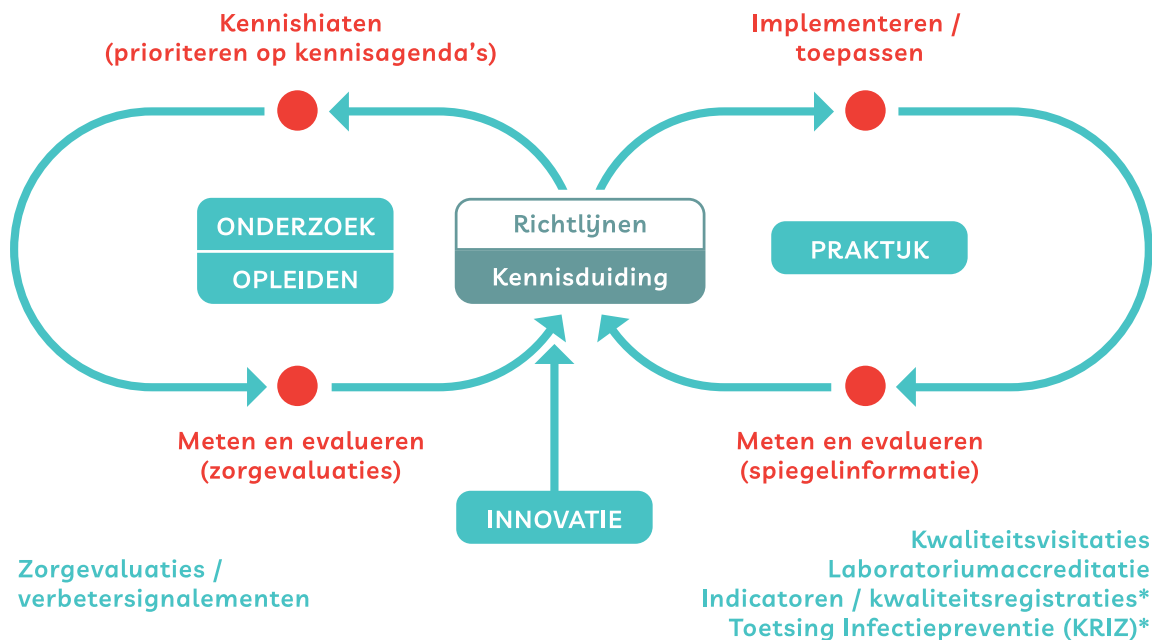 Kennishiaten
(prioriteren op kennisagenda's)
Implementeren /
toepassen
ONDERZOEK
OPLEIDEN
Richtlijnen
Kennisduiding
PRAKTIJK
Meten en evalueren
(zorgevaluaties)
Meten en evalueren
(spiegelinformatie)
INNOVATIE
Zorgevaluaties /
verbetersignalementen
Kwaliteitsvisitaties
Laboratoriumaccreditatie
Indicatoren / kwaliteitsregistraties*
Toetsing Infectiepreventie (KRIZ)*